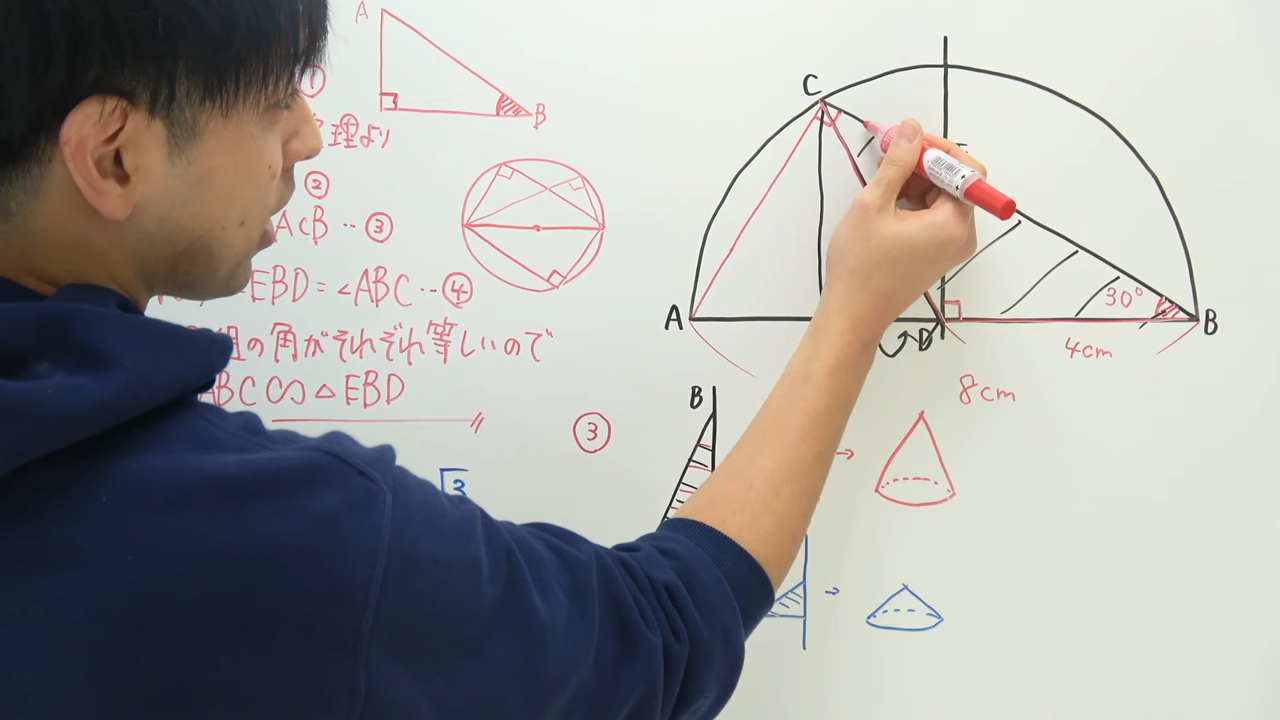 A
①
B
理より
②
ACB … ③
EBD = ∠ABC … ④
組の角がそれぞれ等しいので
ABC ∽ △EBD
③
3
C
A
D
B
30°
4cm
8cm
B
→
→